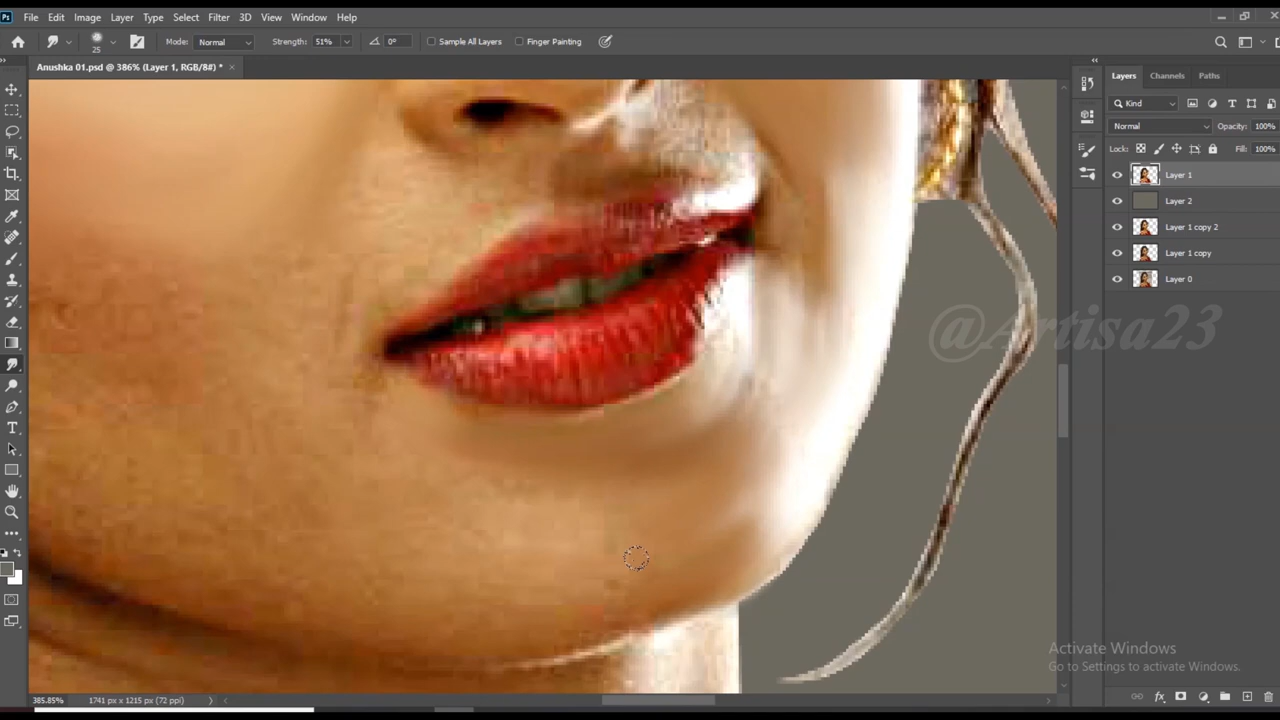 Ps File Edit Image Layer Type Select Filter 3D View Window Help
25 Mode: Normal Strength: 51% 0° Sample All Layers Finger Painting
Anushka 01.psd @ 386% (Layer 1, RGB/8#) * ×
Layers Channels Paths
Kind
Normal Opacity: 100%
Lock: Fill: 100%
Layer 1
Layer 2
Layer 1 copy 2
Layer 1 copy
Layer 0
@Artisa23
Activate Windows
Go to Settings to activate Windows.
385.85% 1741 px x 1215 px (72 ppi)